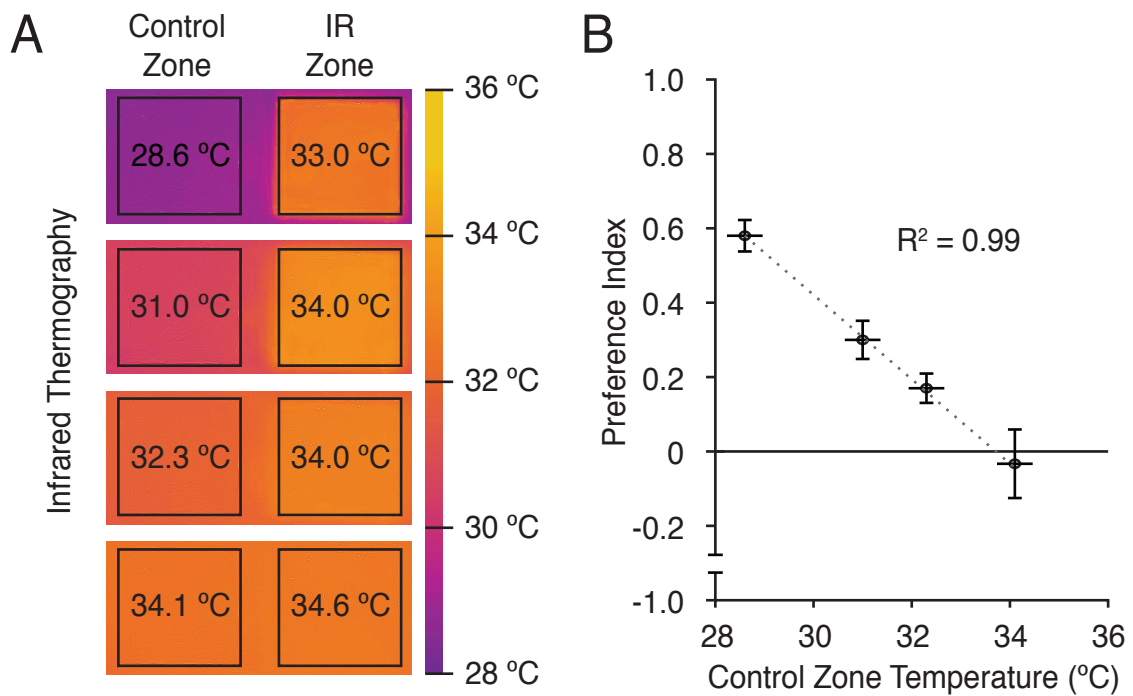 A
Control Zone
IR Zone
28.6 ºC
33.0 ºC
31.0 ºC
34.0 ºC
32.3 ºC
34.0 ºC
34.1 ºC
34.6 ºC
Infrared Thermography
36 ºC
34 ºC
32 ºC
30 ºC
28 ºC
B
1.0
0.8
0.6
0.4
0.2
0
-0.2
-1.0
Preference Index
R² = 0.99
28 30 32 34 36
Control Zone Temperature (ºC)